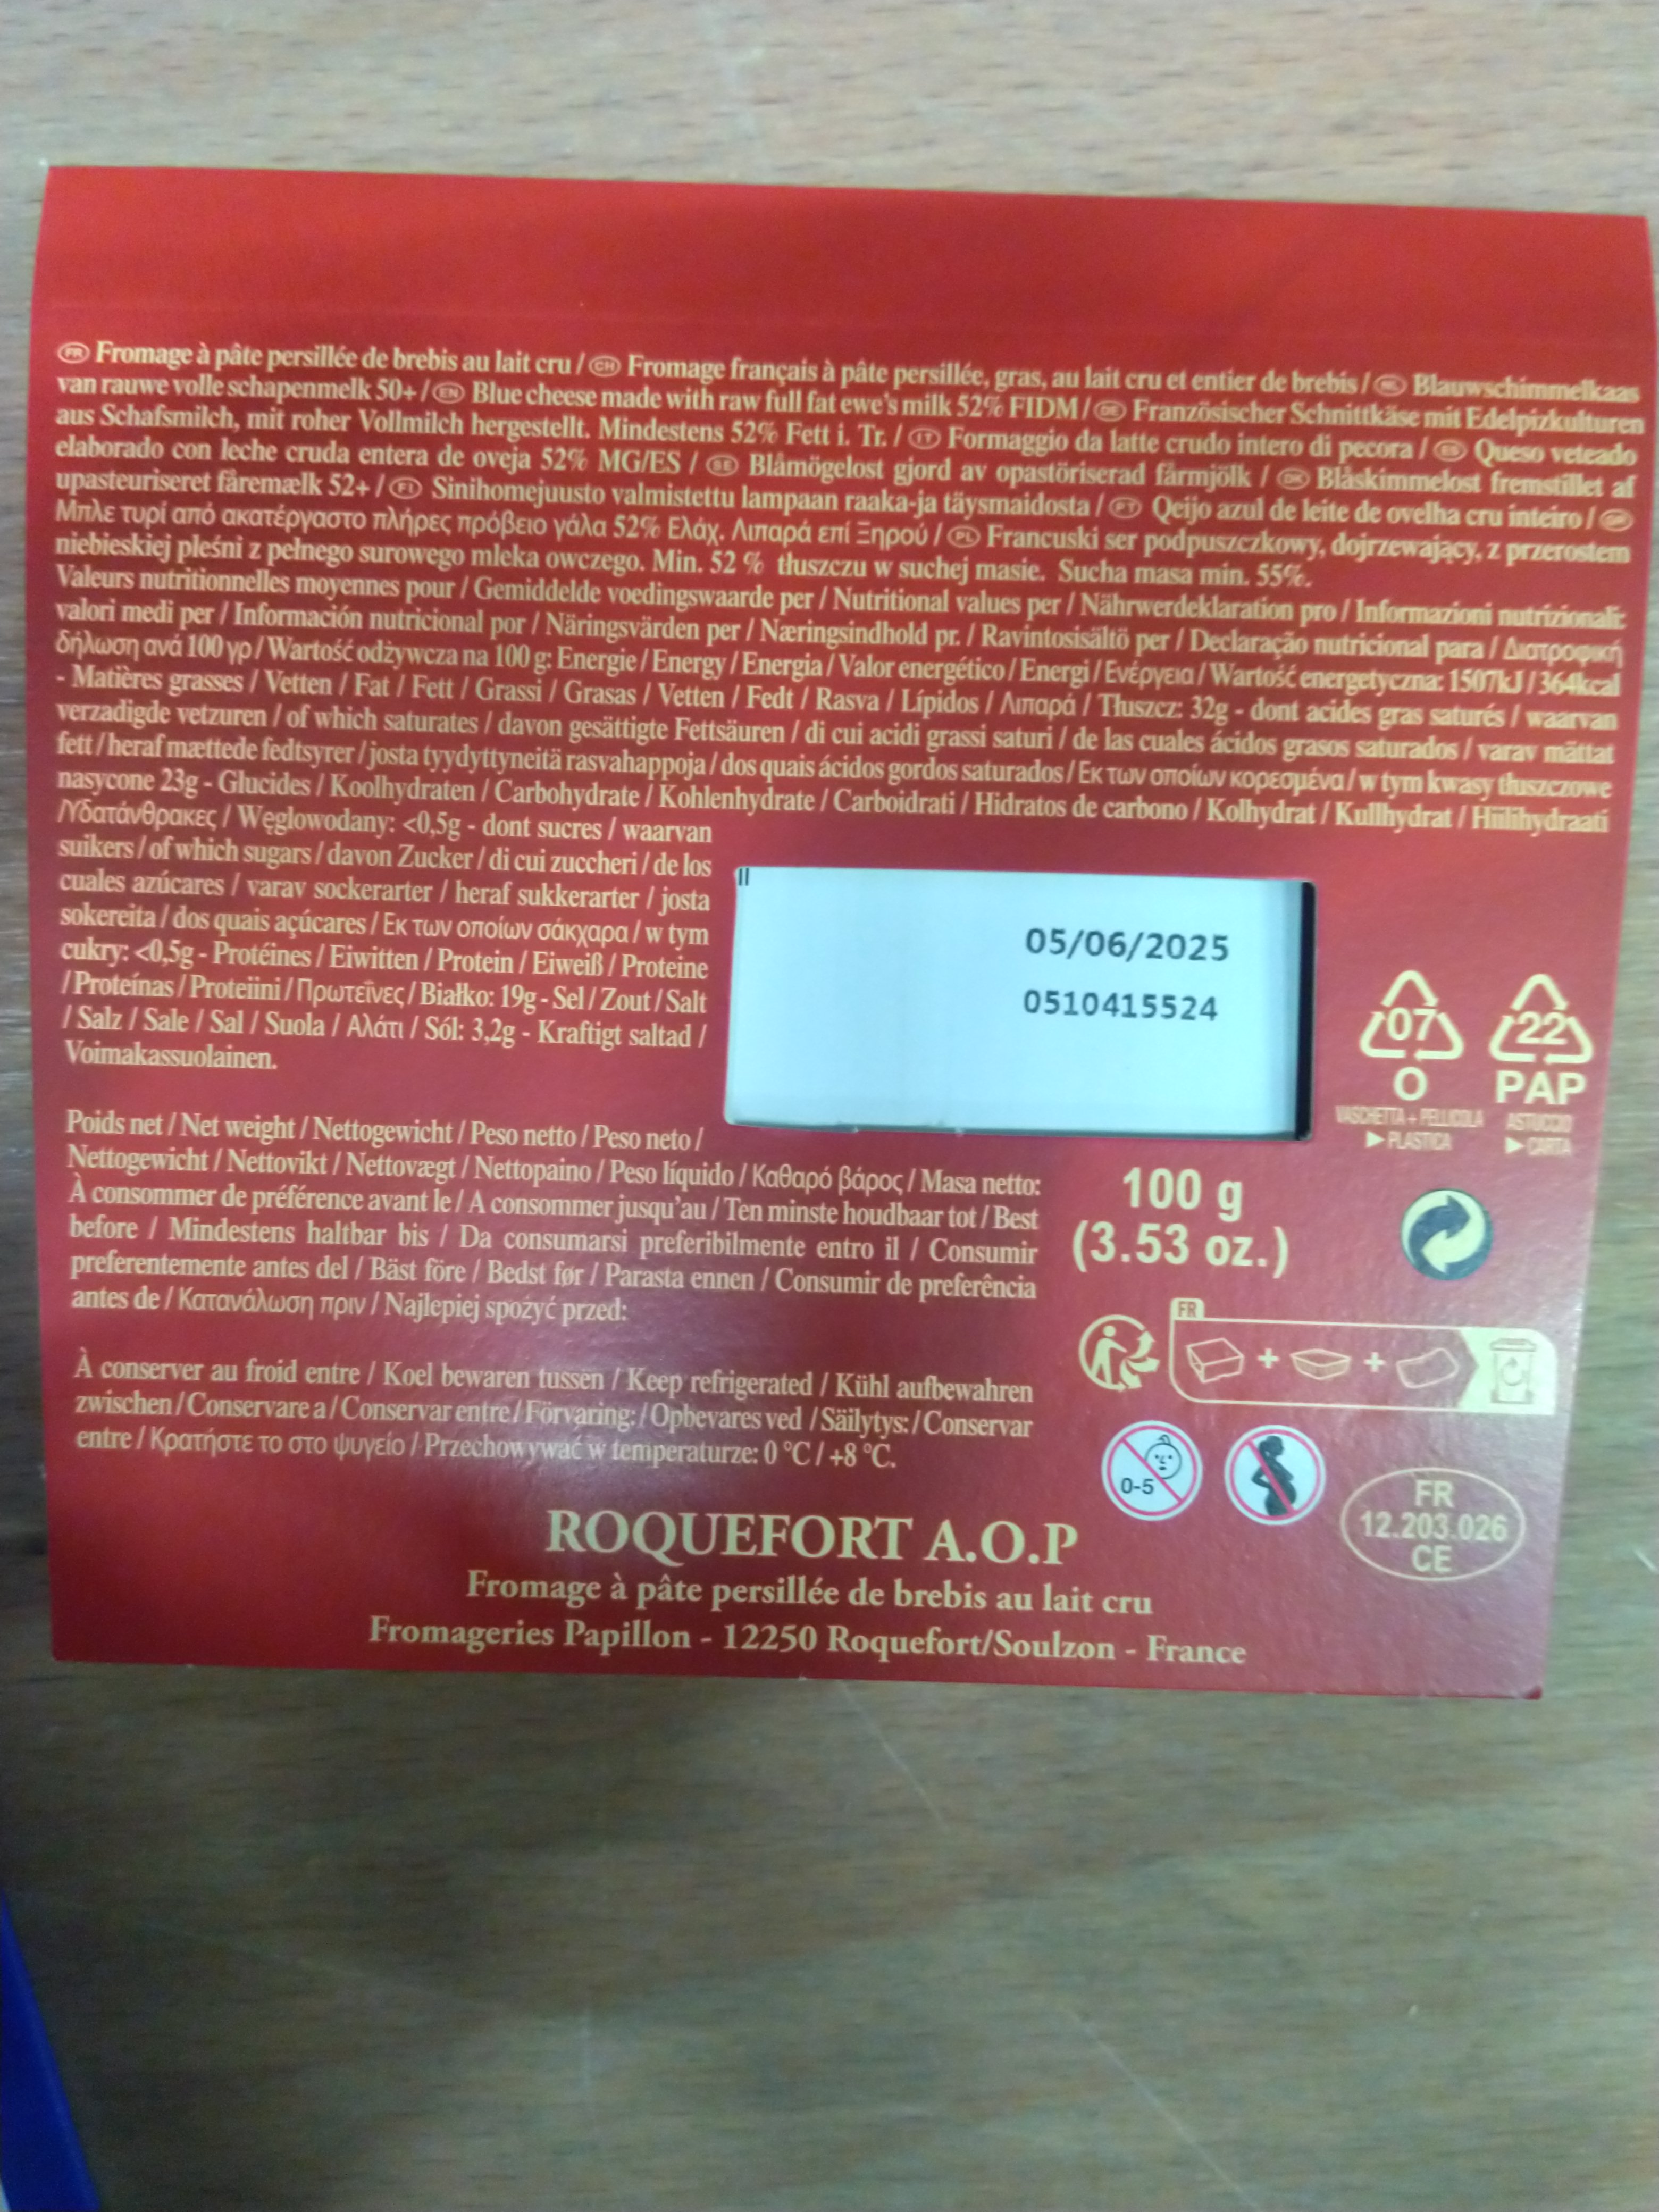 FR Fromage à pâte persillée de brebis au lait cru / CH Fromage français à pâte persillée, gras, au lait cru et entier de brebis / NL Blauwschimmelkaas
van rauwe volle schapenmelk 50+ / EN Blue cheese made with raw full fat ewe's milk 52% FIDM / DE Französischer Schnittkäse mit Edelpizkulturen
aus Schafsmilch, mit roher Vollmilch hergestellt. Mindestens 52% Fett i. Tr. / IT Formaggio da latte crudo intero di pecora / ES Queso veteado
elaborado con leche cruda entera de oveja 52% MG/ES / SE Blåmögelost gjord av opastöriserad fårmjölk / DK Blåskimmelost fremstillet af
upasteuriseret fåremælk 52+ / FI Sinihomejuusto valmistettu lampaan raaka-ja täysmaidosta / PT Qeijo azul de leite de ovelha cru inteiro / GR
Μπλε τυρί από ακατέργαστο πλήρες πρόβειο γάλα 52% Ελάχ. Λιπαρά επί Ξηρού / PL Francuski ser podpuszczkowy, dojrzewający, z przerostem
niebieskiej pleśni z pełnego surowego mleka owczego. Min. 52 % tłuszczu w suchej masie. Sucha masa min. 55%.
Valeurs nutritionnelles moyennes pour / Gemiddelde voedingswaarde per / Nutritional values per / Nährwerdeklaration pro / Informazioni nutrizionali:
valori medi per / Información nutricional por / Näringsvärden per / Næringsindhold pr. / Ravintosisältö per / Declaração nutricional para / Διατροφική
δήλωση ανά 100 γρ / Wartość odżywcza na 100 g: Energie / Energy / Energia / Valor energético / Energi / Ενέργεια / Wartość energetyczna: 1507kJ / 364kcal
- Matières grasses / Vetten / Fat / Fett / Grassi / Grasas / Vetten / Fedt / Rasva / Lípidos / Λιπαρά / Tłuszcz: 32g - dont acides gras saturés / waarvan
verzadigde vetzuren / of which saturates / davon gesättigte Fettsäuren / di cui acidi grassi saturi / de las cuales ácidos grasos saturados / varav mättat
fett / heraf mættede fedtsyrer / josta tyydyttyneitä rasvahappoja / dos quais ácidos gordos saturados / Εκ των οποίων κορεσμένα / w tym kwasy tłuszczowe
nasycone 23g - Glucides / Koolhydraten / Carbohydrate / Kohlenhydrate / Carboidrati / Hidratos de carbono / Kolhydrat / Kullhydrat / Hiilihydraati
/Υδατάνθρακες / Węglowodany: <0,5g - dont sucres / waarvan
suikers / of which sugars / davon Zucker / di cui zuccheri / de los
cuales azúcares / varav sockerarter / heraf sukkerarter / josta
sokereita / dos quais açúcares / Εκ των οποίων σάκχαρα / w tym
cukry: <0,5g - Protéines / Eiwitten / Protein / Eiweiß / Proteine
/ Proteínas / Proteiini / Πρωτεΐνες / Białko: 19g - Sel / Zout / Salt
/ Salz / Sale / Sal / Suola / Αλάτι / Sól: 3,2g - Kraftigt saltad /
Voimakassuolainen.
05/06/2025
0510415524
07
O
VASCHETTA + PELLICOLA
PLASTICA
22
PAP
ASTUCCIO
CARTA
Poids net / Net weight / Nettogewicht / Peso netto / Peso neto /
Nettogewicht / Nettovikt / Nettovægt / Nettopaino / Peso líquido / Καθαρό βάρος / Masa netto:
100 g
(3.53 oz.)
À consommer de préférence avant le / A consommer jusqu'au / Ten minste houdbaar tot / Best
before / Mindestens haltbar bis / Da consumarsi preferibilmente entro il / Consumir
preferentemente antes del / Bäst före / Bedst før / Parasta ennen / Consumir de preferência
antes de / Κατανάλωση πριν / Najlepiej spożyć przed:
FR
+ +
À conserver au froid entre / Koel bewaren tussen / Keep refrigerated / Kühl aufbewahren
zwischen / Conservare a / Conservar entre / Förvaring: / Opbevares ved / Säilytys: / Conservar
entre / Κρατήστε το στο ψυγείο / Przechowywać w temperaturze: 0 °C / +8 °C.
0-5
FR
12.203.026
CE
ROQUEFORT A.O.P
Fromage à pâte persillée de brebis au lait cru
Fromageries Papillon - 12250 Roquefort/Soulzon - France